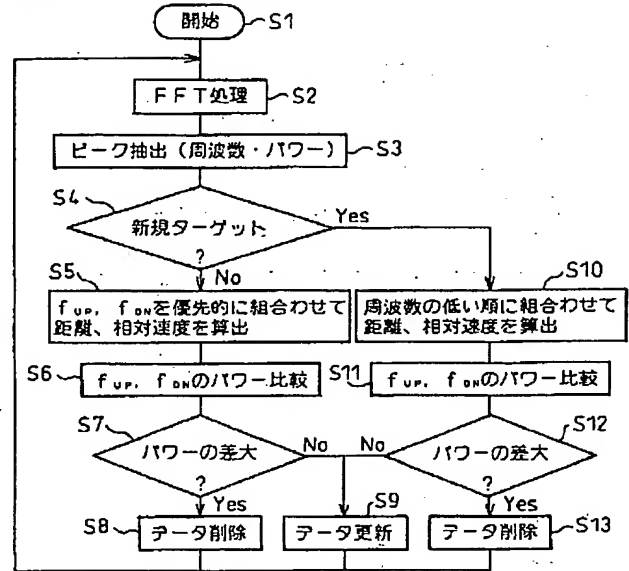 開始
S1
FFT処理
S2
ピーク抽出(周波数・パワー)
S3
S4
新規ターゲット
?
Yes
No
S5
fUP, fDNを優先的に組合わせて
距離、相対速度を算出
S10
周波数の低い順に組合わせて
距離、相対速度を算出
S6
fUP, fDNのパワー比較
S11
fUP, fDNのパワー比較
S7
パワーの差大
?
No
No
S12
パワーの差大
?
Yes
S9
Yes
S8
データ削除
データ更新
データ削除
S13